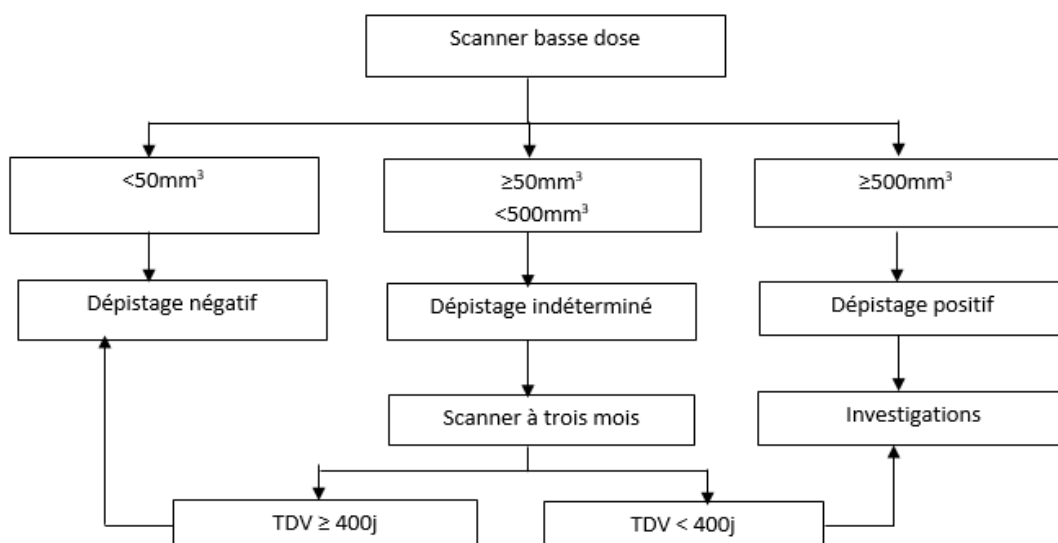 Scanner basse dose
<50mm³
≥50mm³
<500mm³
≥500mm³
Dépistage négatif
Dépistage indéterminé
Dépistage positif
Scanner à trois mois
Investigations
TDV ≥ 400j
TDV < 400j